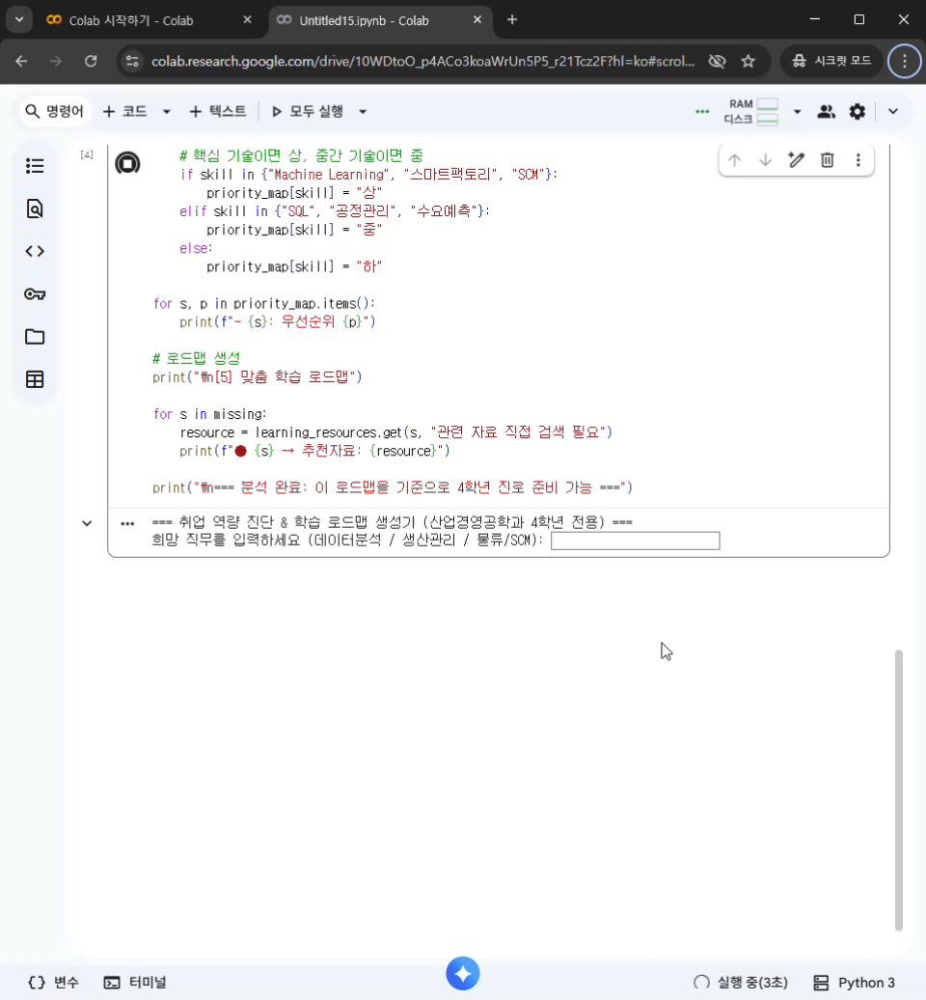 Colab 시작하기 - Colab
Untitled15.ipynb - Colab
colab.research.google.com/drive/10WDtoO_p4ACo3koaWrUn5P5_r21Tcz2F?hl=ko#scrol...
시크릿 모드
명령어
+ 코드
+ 텍스트
모두 실행
RAM
디스크
[4]
# 핵심 기술이면 상, 중간 기술이면 중
if skill in {"Machine Learning", "스마트팩토리", "SCM"}:
priority_map[skill] = "상"
elif skill in {"SQL", "공정관리", "수요예측"}:
priority_map[skill] = "중"
else:
priority_map[skill] = "하"
for s, p in priority_map.items():
print(f"- {s}: 우선순위 {p}")
# 로드맵 생성
print("₩n[5] 맞춤 학습 로드맵")
for s in missing:
resource = learning_resources.get(s, "관련 자료 직접 검색 필요")
print(f"● {s} → 추천자료: {resource}")
print("₩n=== 분석 완료: 이 로드맵을 기준으로 4학년 진로 준비 가능 ===")
=== 취업 역량 진단 & 학습 로드맵 생성기 (산업경영공학과 4학년 전용) ===
희망 직무를 입력하세요 (데이터분석 / 생산관리 / 물류/SCM):
{} 변수
터미널
실행 중(3초)
Python 3